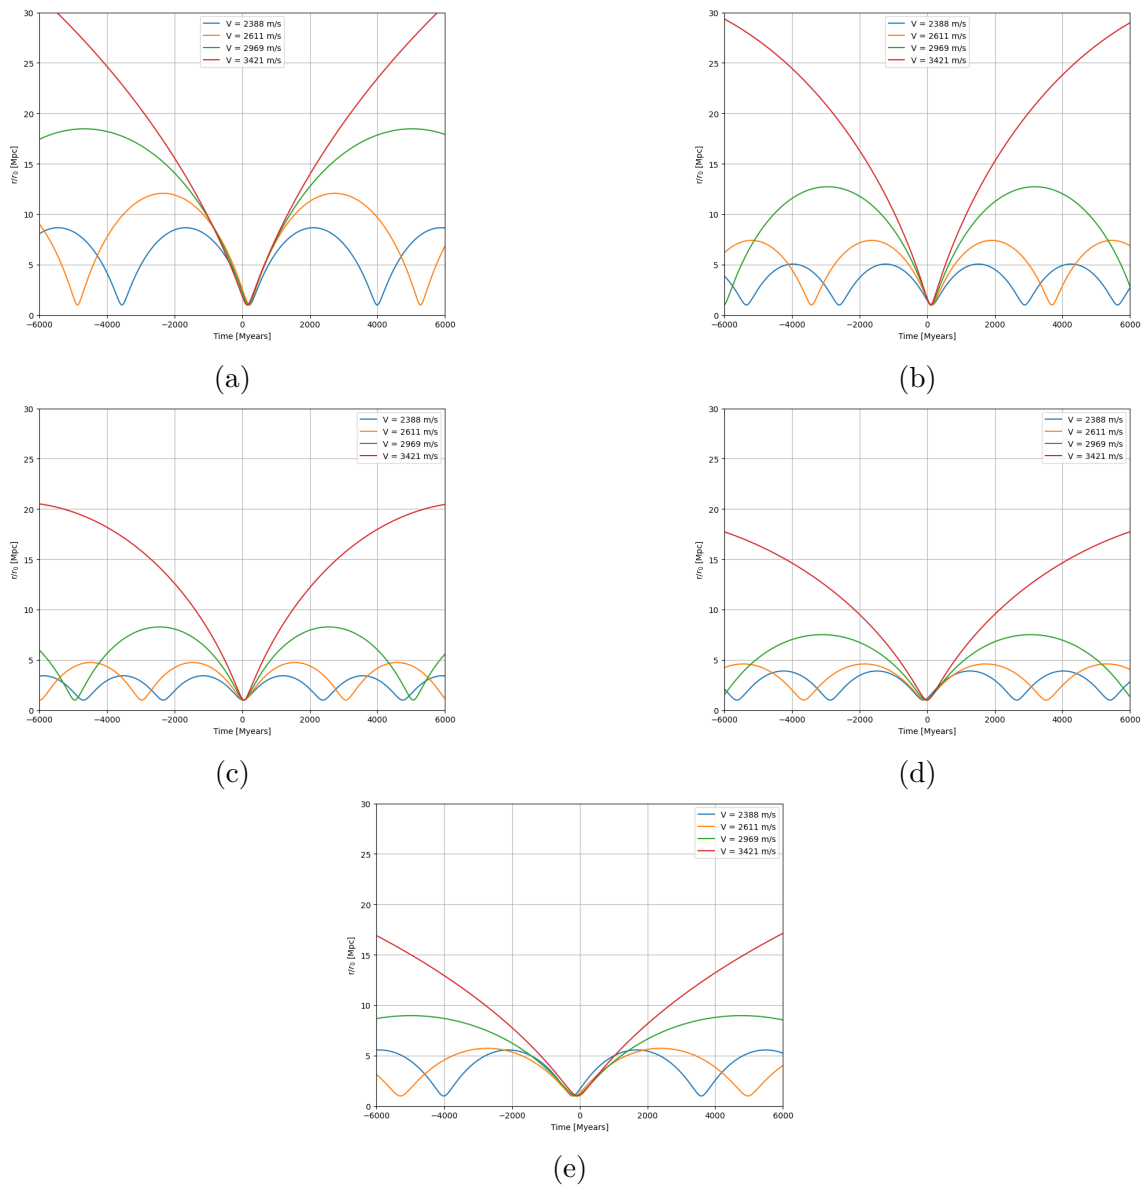 30
25
20
15
10
5
0
r/r₀ [Mpc]
V = 2388 m/s
V = 2611 m/s
V = 2969 m/s
V = 3421 m/s
−6000 −4000 −2000 0 2000 4000 6000
Time [Myears]
(a)
30
25
20
15
10
5
0
r/r₀ [Mpc]
V = 2388 m/s
V = 2611 m/s
V = 2969 m/s
V = 3421 m/s
−6000 −4000 −2000 0 2000 4000 6000
Time [Myears]
(b)
30
25
20
15
10
5
0
r/r₀ [Mpc]
V = 2388 m/s
V = 2611 m/s
V = 2969 m/s
V = 3421 m/s
−6000 −4000 −2000 0 2000 4000 6000
Time [Myears]
(c)
30
25
20
15
10
5
0
r/r₀ [Mpc]
V = 2388 m/s
V = 2611 m/s
V = 2969 m/s
V = 3421 m/s
−6000 −4000 −2000 0 2000 4000 6000
Time [Myears]
(d)
30
25
20
15
10
5
0
r/r₀ [Mpc]
V = 2388 m/s
V = 2611 m/s
V = 2969 m/s
V = 3421 m/s
−6000 −4000 −2000 0 2000 4000 6000
Time [Myears]
(e)